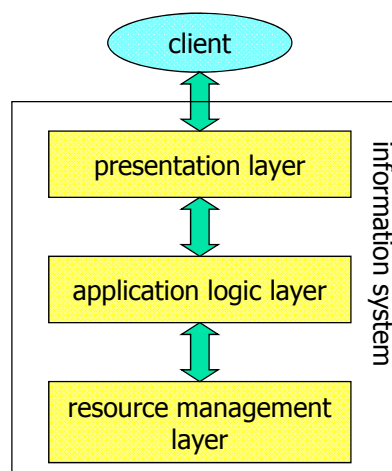 client
presentation layer
information system
application logic layer
resource management
layer